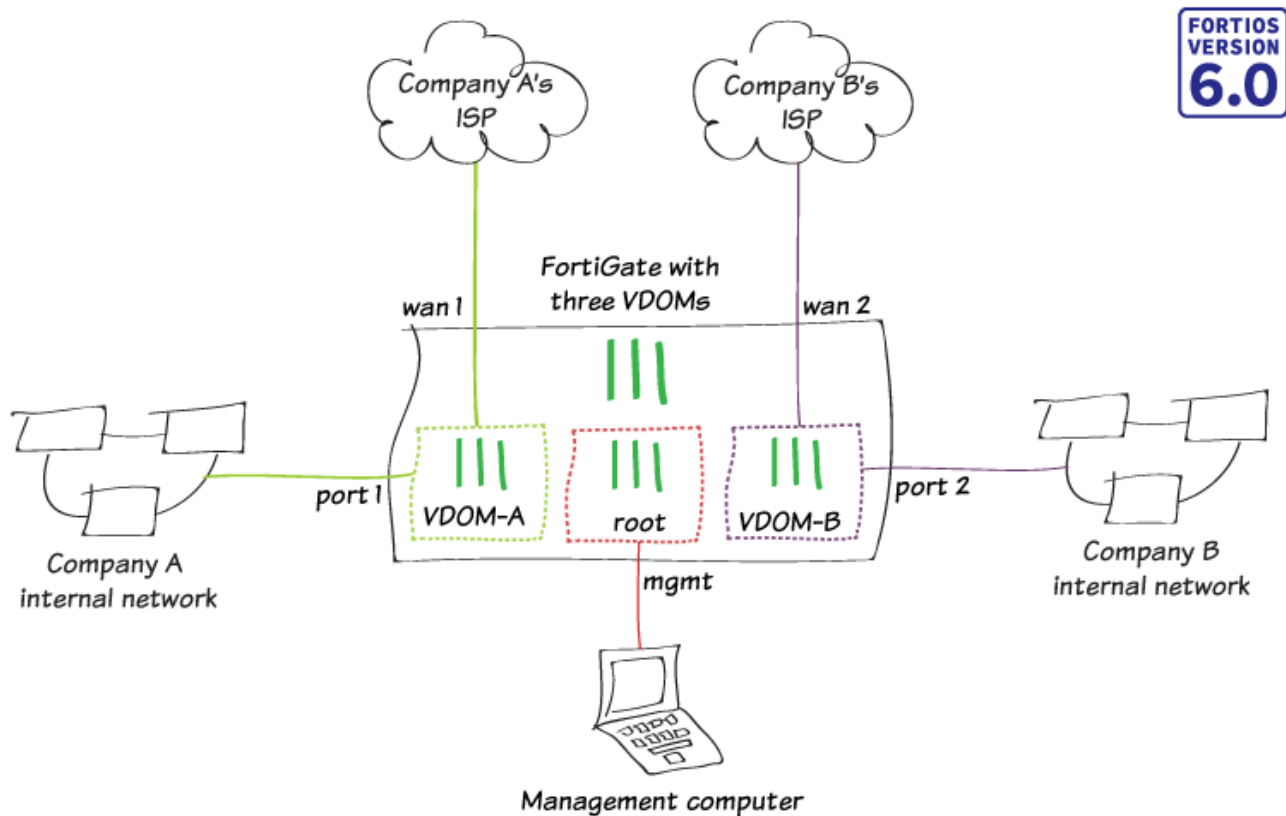 FORTIOS
VERSION
6.0
Company A's
ISP
Company B's
ISP
FortiGate with
three VDOMs
wan 1
wan 2
port 1
VDOM-A
root
VDOM-B
port 2
Company A
internal network
mgmt
Company B
internal network
Management computer